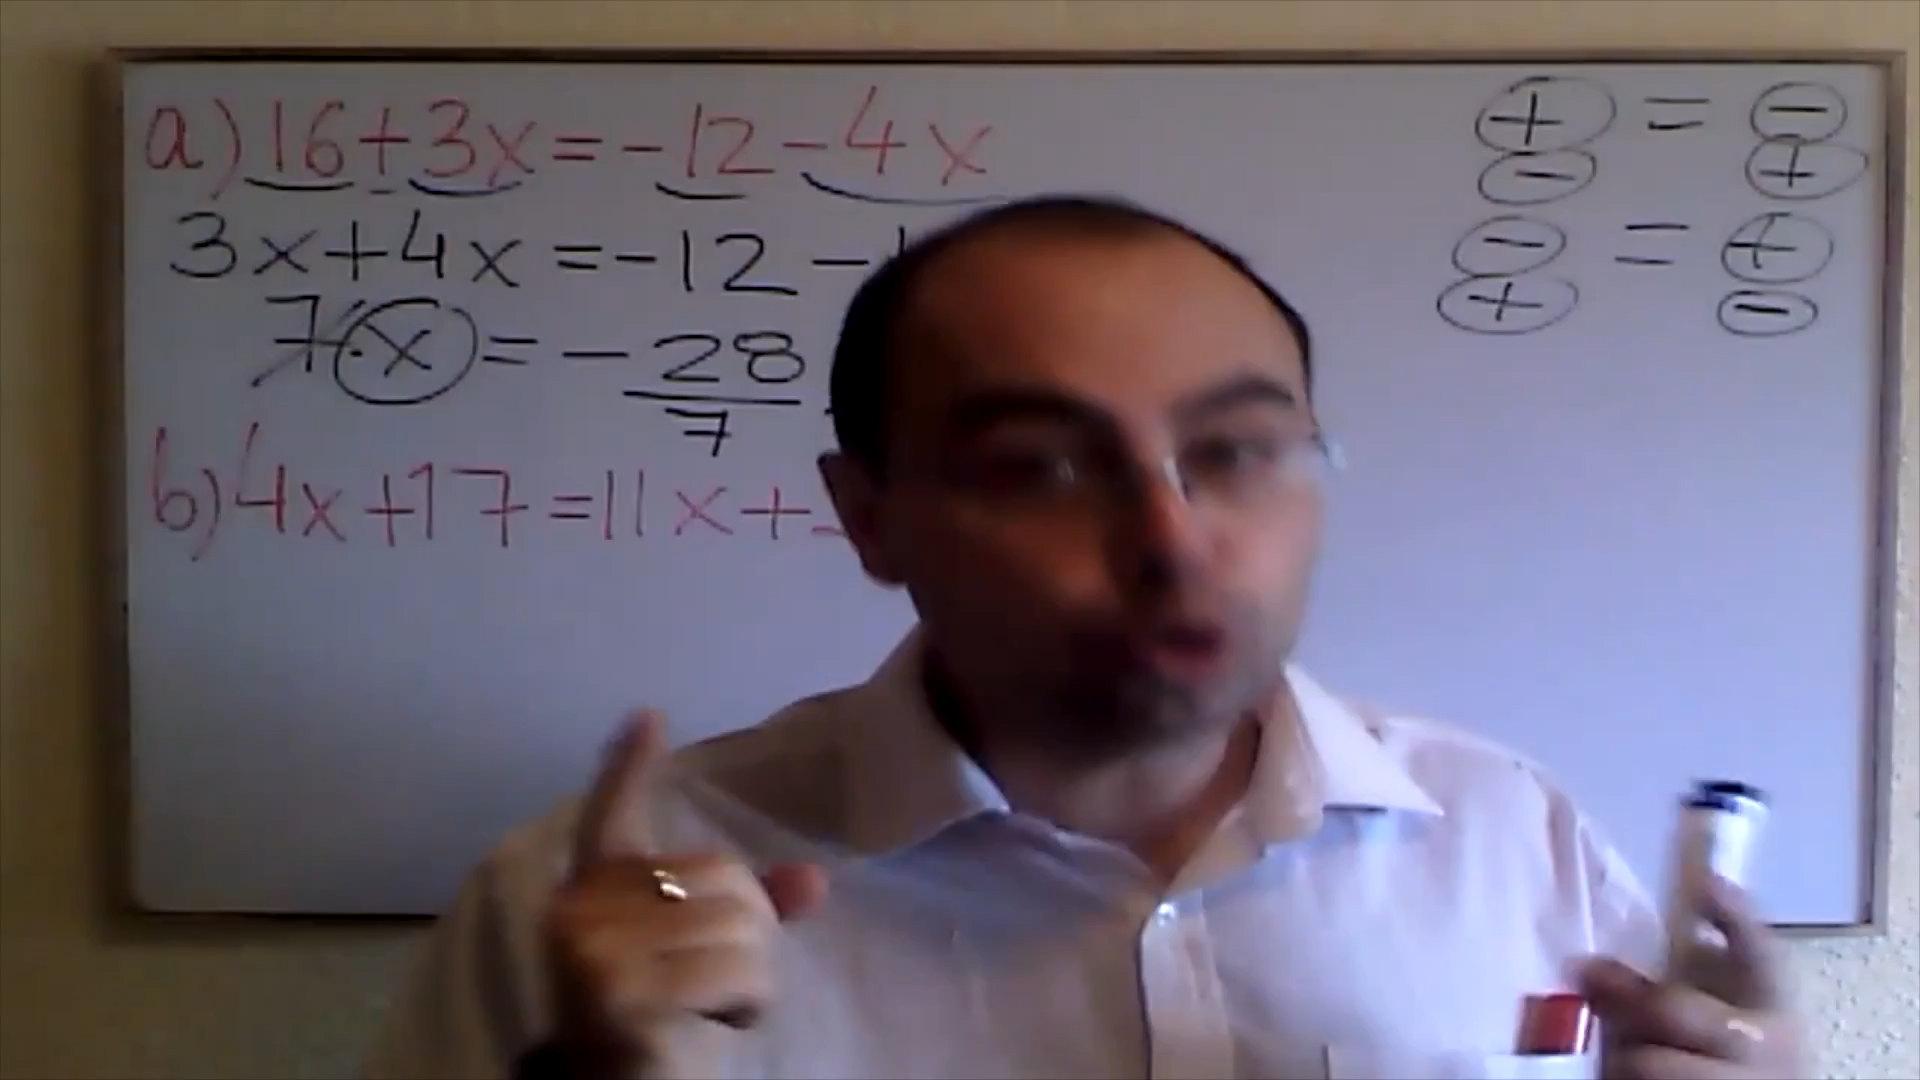 a) 16+3x=-12-4x
3x+4x=-12-
7·x=-28
7
b) 4x+17=11x+
+ = -
- +
- = +
+ -